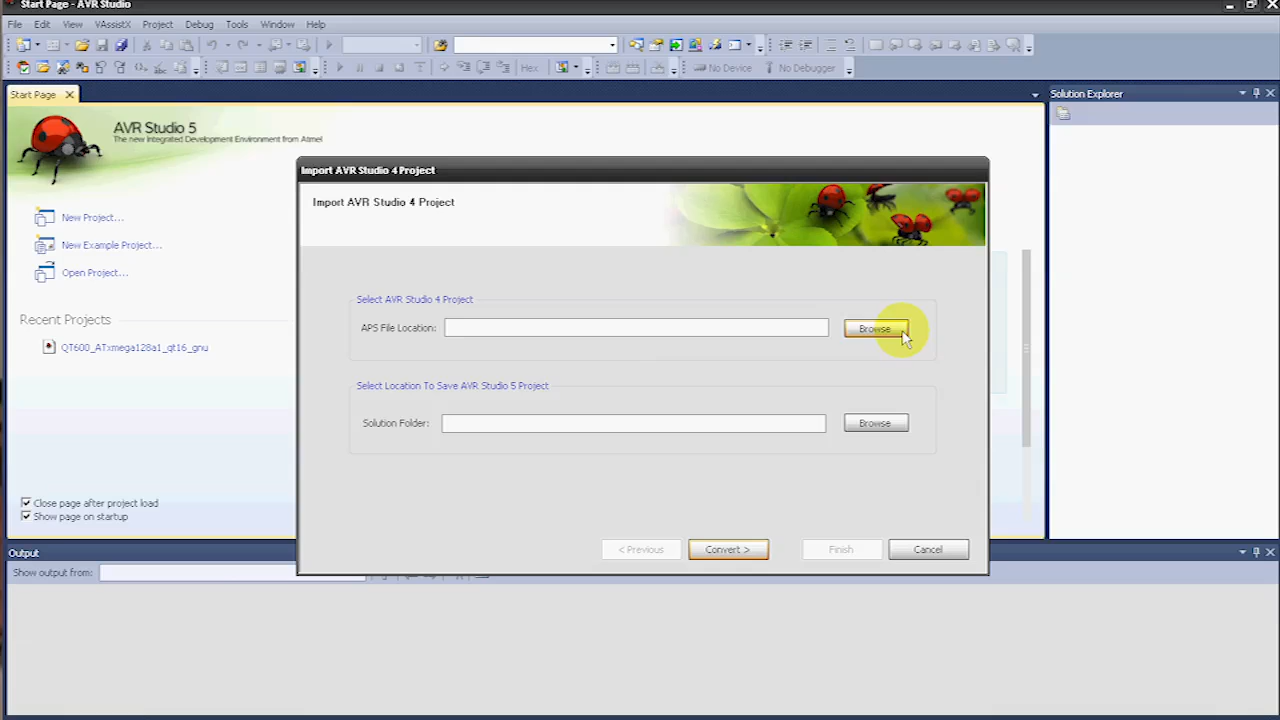 Start Page - AVR Studio
File Edit View VAssistX Project Debug Tools Window Help
Hex No Device No Debugger
Start Page
Solution Explorer
AVR Studio 5
The new Integrated Development Environment from Atmel
Import AVR Studio 4 Project
Import AVR Studio 4 Project
New Project...
New Example Project...
Open Project...
Recent Projects
QT600_ATxmega128a1_qt16_gnu
Select AVR Studio 4 Project
APS File Location: Browse
Select Location To Save AVR Studio 5 Project
Solution Folder: Browse
Close page after project load
Show page on startup
< Previous Convert > Finish Cancel
Output
Show output from: